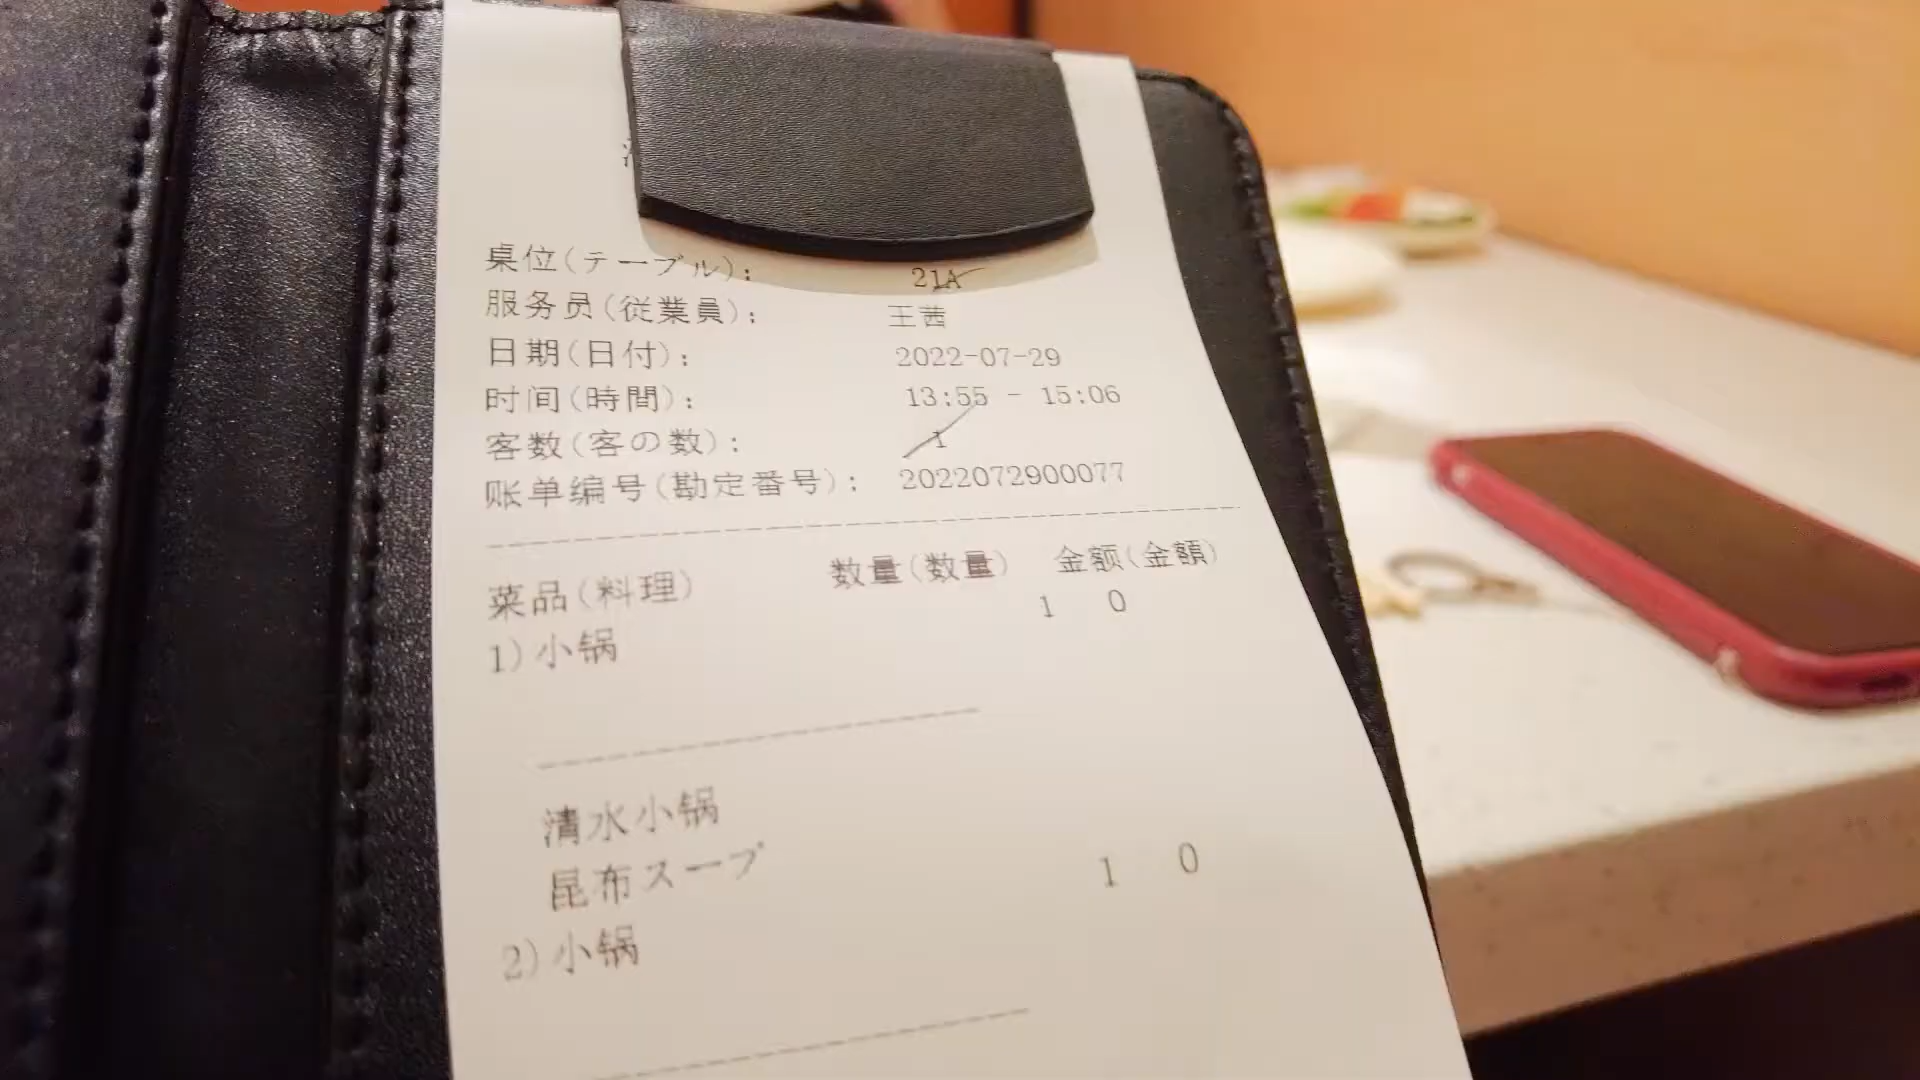 桌位(テーブル): 21A
服务员(従業員): 王茜
日期(日付): 2022-07-29
时间(時間): 13:55 - 15:06
客数(客の数): 1
账单编号(勘定番号): 2022072900077
菜品(料理) 数量(数量) 金额(金額)
1)小锅 1 0
清水小锅
昆布スープ
2)小锅 1 0